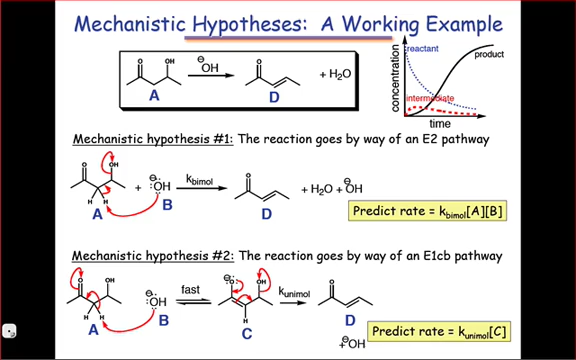 Mechanistic Hypotheses: A Working Example
O OH
⊖OH
O
+ H₂O
A
D
concentration
reactant
product
intermediate
time
Mechanistic hypothesis #1: The reaction goes by way of an E2 pathway
O OH
H H
A
+
⊖:ÖH
B
k bimol
O
D
+ H₂O + ⊖OH
Predict rate = k bimol[A][B]
Mechanistic hypothesis #2: The reaction goes by way of an E1cb pathway
O OH
H H
A
⊖:ÖH
B
fast
⊖:O: OH
H
C
k unimol
O
D
+⊖OH
Predict rate = k unimol[C]